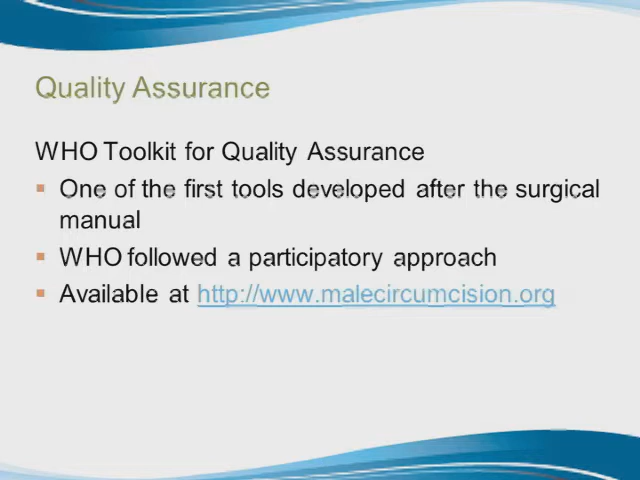 Quality Assurance
WHO Toolkit for Quality Assurance
One of the first tools developed after the surgical
manual
WHO followed a participatory approach
Available at http://www.malecircumcision.org